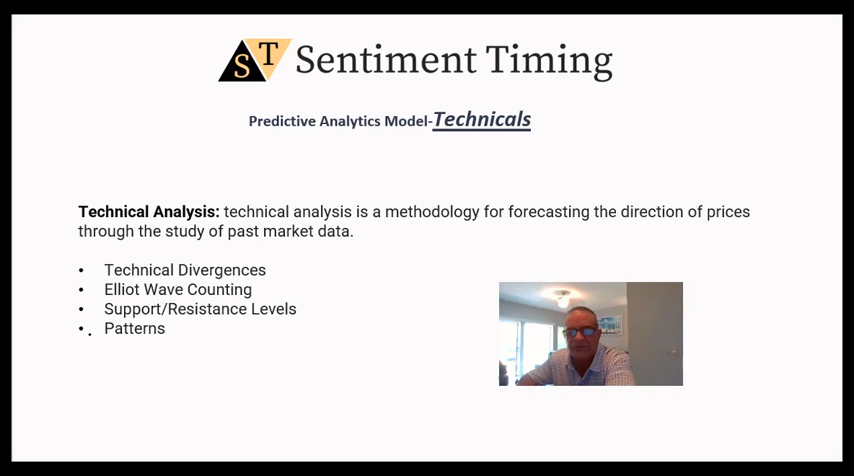 ST Sentiment Timing
Predictive Analytics Model-Technicals
Technical Analysis: technical analysis is a methodology for forecasting the direction of prices
through the study of past market data.
• Technical Divergences
• Elliot Wave Counting
• Support/Resistance Levels
• . Patterns